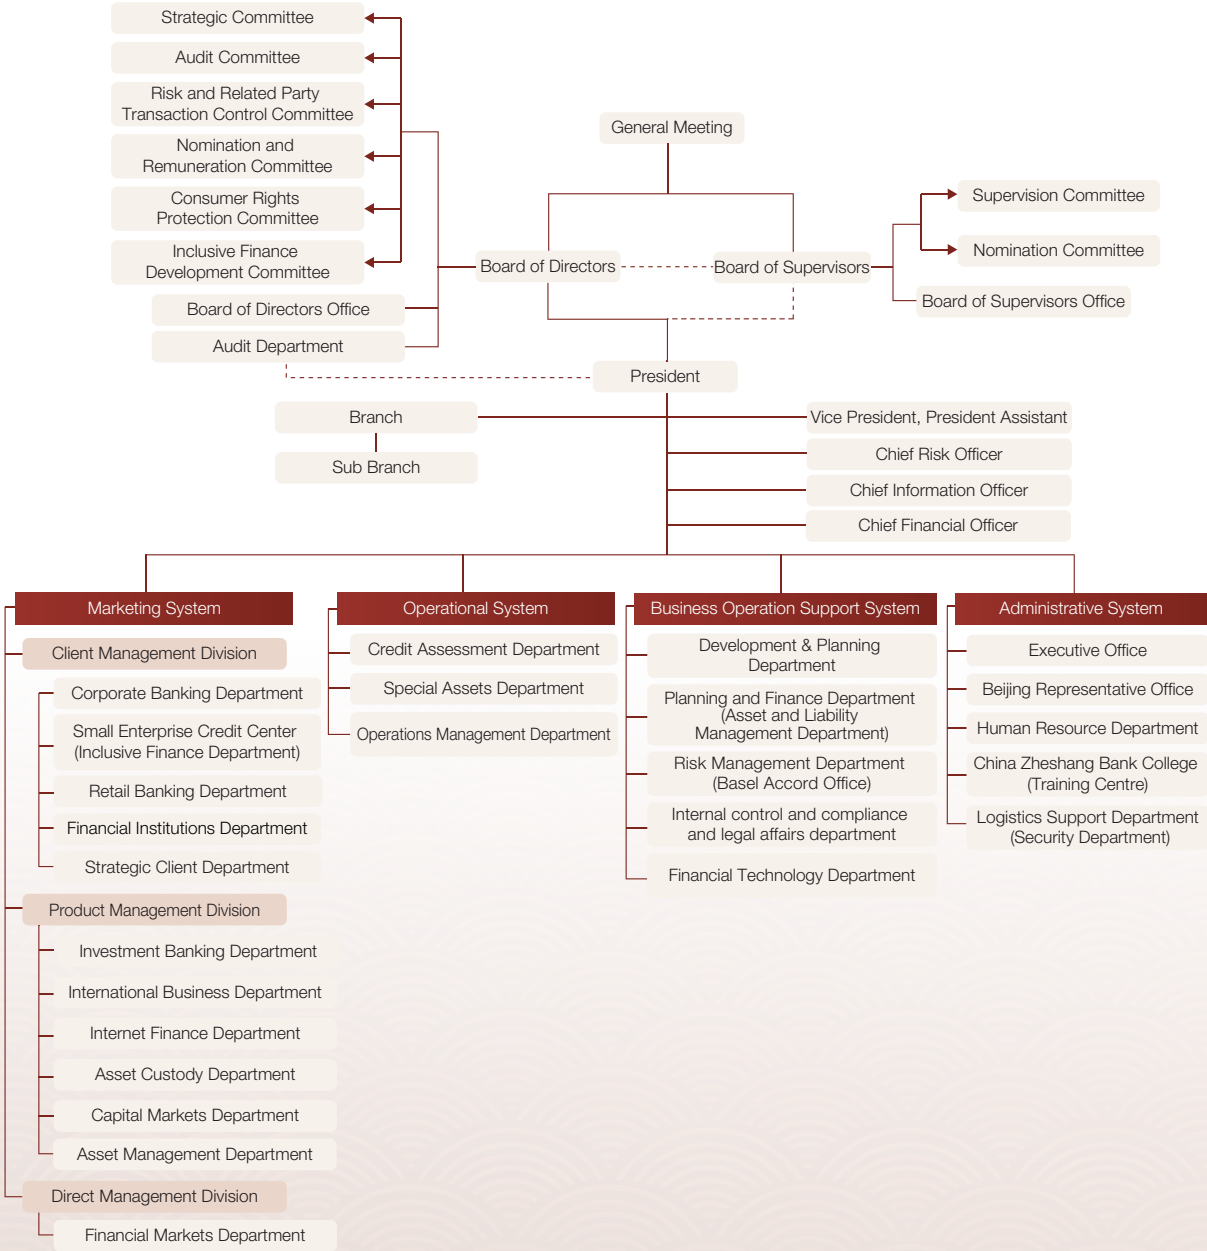 Strategic Committee
Audit Committee
Risk and Related Party
Transaction Control Committee
Nomination and
Remuneration Committee
Consumer Rights
Protection Committee
Inclusive Finance
Development Committee
Board of Directors Office
Audit Department
General Meeting
Board of Directors
Board of Supervisors
Supervision Committee
Nomination Committee
Board of Supervisors Office
President
Branch
Sub Branch
Vice President, President Assistant
Chief Risk Officer
Chief Information Officer
Chief Financial Officer
Marketing System
Client Management Division
Corporate Banking Department
Small Enterprise Credit Center
(Inclusive Finance Department)
Retail Banking Department
Financial Institutions Department
Strategic Client Department
Product Management Division
Investment Banking Department
International Business Department
Internet Finance Department
Asset Custody Department
Capital Markets Department
Asset Management Department
Direct Management Division
Financial Markets Department
Operational System
Credit Assessment Department
Special Assets Department
Operations Management Department
Business Operation Support System
Development & Planning
Department
Planning and Finance Department
(Asset and Liability
Management Department)
Risk Management Department
(Basel Accord Office)
Internal control and compliance
and legal affairs department
Financial Technology Department
Administrative System
Executive Office
Beijing Representative Office
Human Resource Department
China Zheshang Bank College
(Training Centre)
Logistics Support Department
(Security Department)